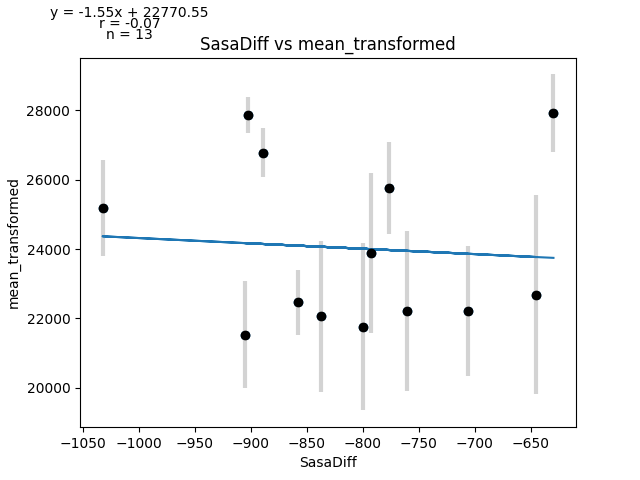 y = -1.55x + 22770.55
r = -0.07
n = 13
SasaDiff vs mean_transformed
mean_transformed
28000
26000
24000
22000
20000
−1050 −1000 −950 −900 −850 −800 −750 −700 −650
SasaDiff